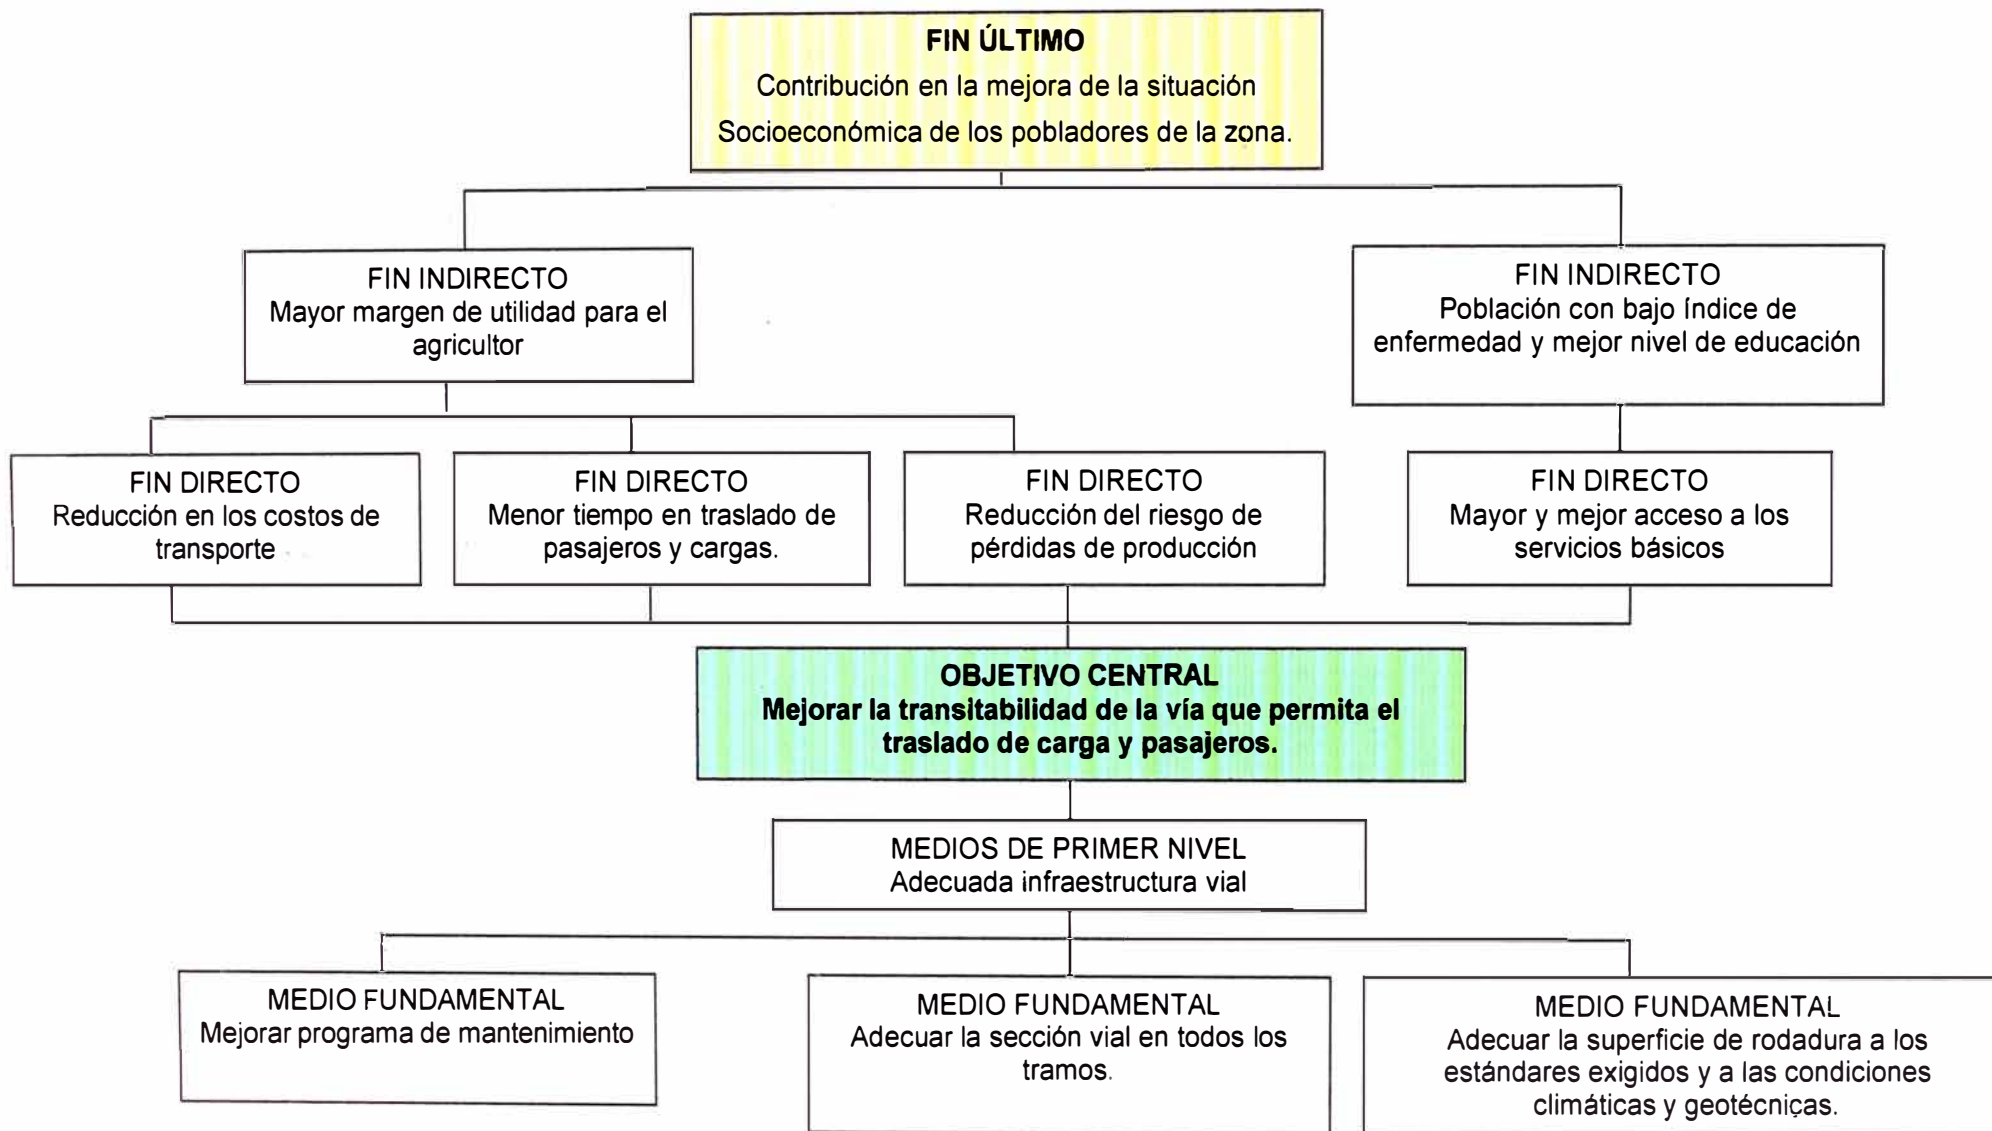 FIN ÚLTIMO
Contribución en la mejora de la situación
Socioeconómica de los pobladores de la zona.
FIN INDIRECTO
Mayor margen de utilidad para el
agricultor
FIN INDIRECTO
Población con bajo índice de
enfermedad y mejor nivel de educación
FIN DIRECTO
Reducción en los costos de
transporte
FIN DIRECTO
Menor tiempo en traslado de
pasajeros y cargas.
FIN DIRECTO
Reducción del riesgo de
pérdidas de producción
FIN DIRECTO
Mayor y mejor acceso a los
servicios básicos
OBJETIVO CENTRAL
Mejorar la transitabilidad de la vía que permita el
traslado de carga y pasajeros.
MEDIOS DE PRIMER NIVEL
Adecuada infraestructura vial
MEDIO FUNDAMENTAL
Mejorar programa de mantenimiento
MEDIO FUNDAMENTAL
Adecuar la sección vial en todos los
tramos.
MEDIO FUNDAMENTAL
Adecuar la superficie de rodadura a los
estándares exigidos y a las condiciones
climáticas y geotécnicas.